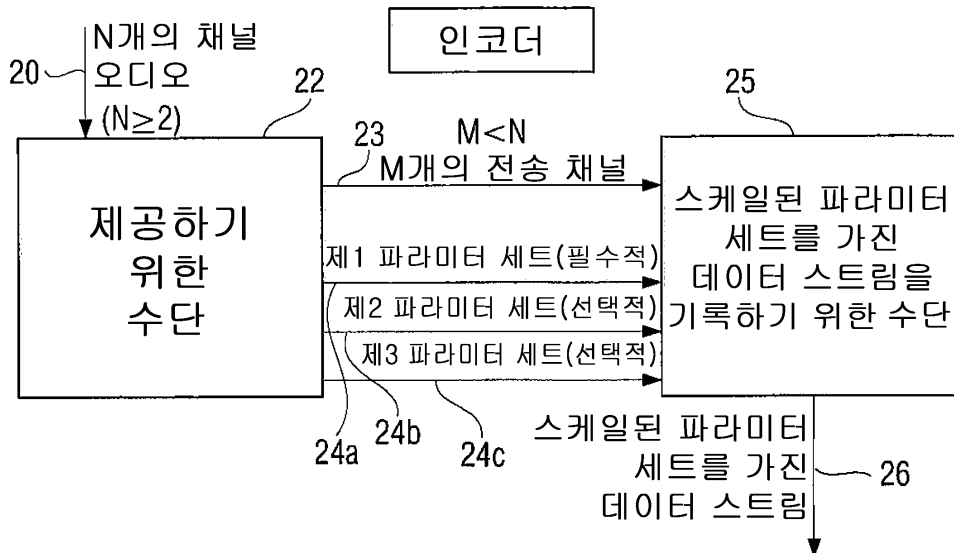 N개의 채널
오디오
(N≥2)
20
인코더
22
25
23
M<N
M개의 전송 채널
제공하기
위한
수단
제1 파라미터 세트(필수적)
제2 파라미터 세트(선택적)
제3 파라미터 세트(선택적)
스케일된 파라미터
세트를 가진
데이터 스트림을
기록하기 위한 수단
24a
24b
24c
스케일된 파라미터
세트를 가진
데이터 스트림
26